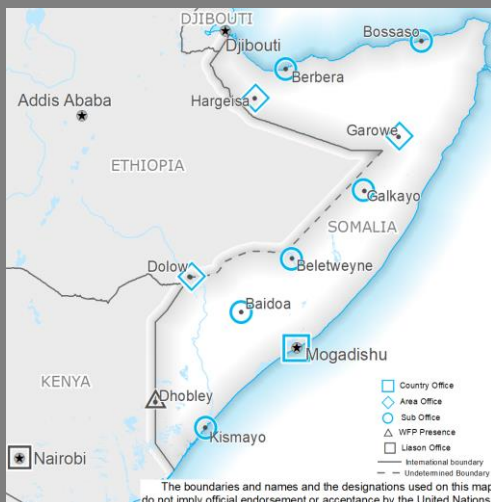 DJIBOUTI
Djibouti
Bossaso
Berbera
Addis Ababa
Hargeisa
Garowe
ETHIOPIA
Galkayo
SOMALIA
Dolow
Beletweyne
Baidoa
Mogadishu
KENYA
Dhobley
Kismayo
Nairobi
Country Office
Area Office
Sub Office
WFP Presence
Liason Office
International boundary
Undetermined Boundary
The boundaries and names and the designations used on this map
do not imply official endorsement or acceptance by the United Nations.